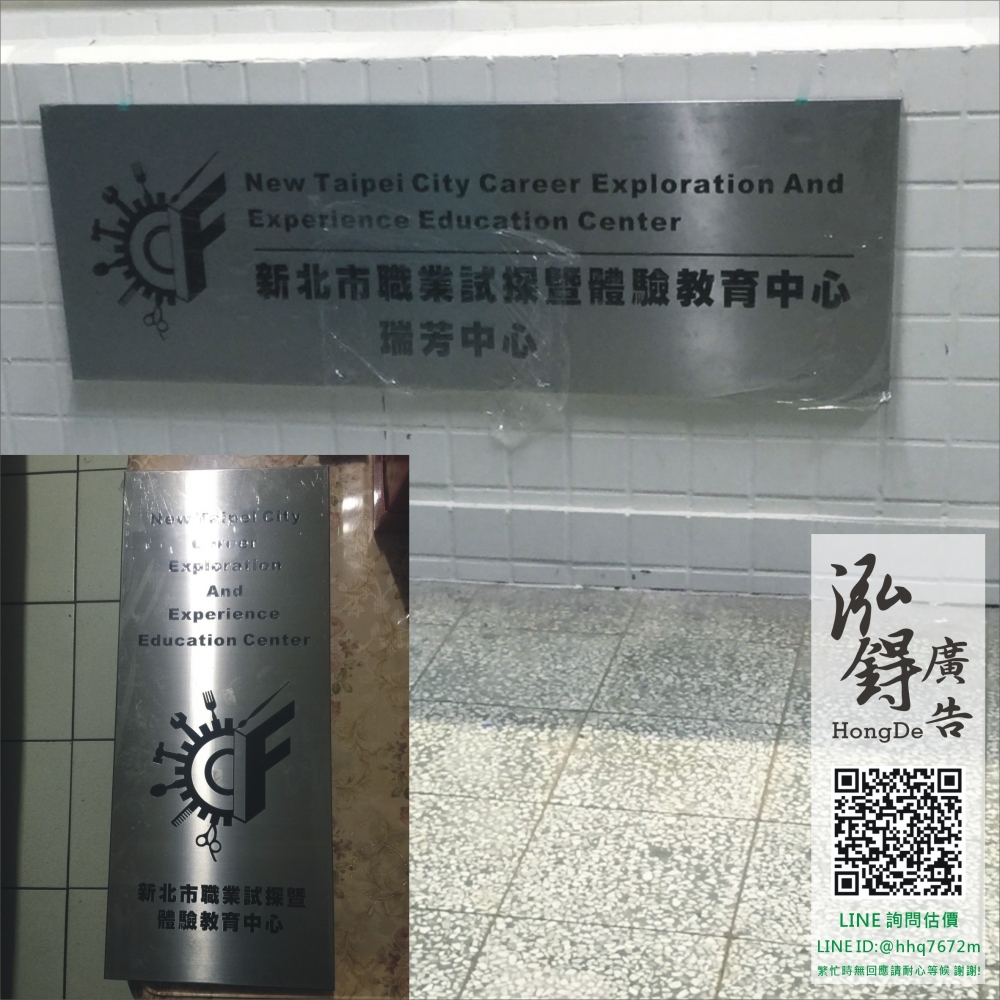 New Taipei City Career Exploration And
Experience Education Center
新北市職業試探暨體驗教育中心
瑞芳中心
New Taipei City
Career
Exploration
And
Experience
Education Center
新北市職業試探暨
體驗教育中心
泓鍀廣告
HongDe
LINE 詢問估價
LINE ID:@hhq7672m
繁忙時無回應請耐心等候 謝謝!